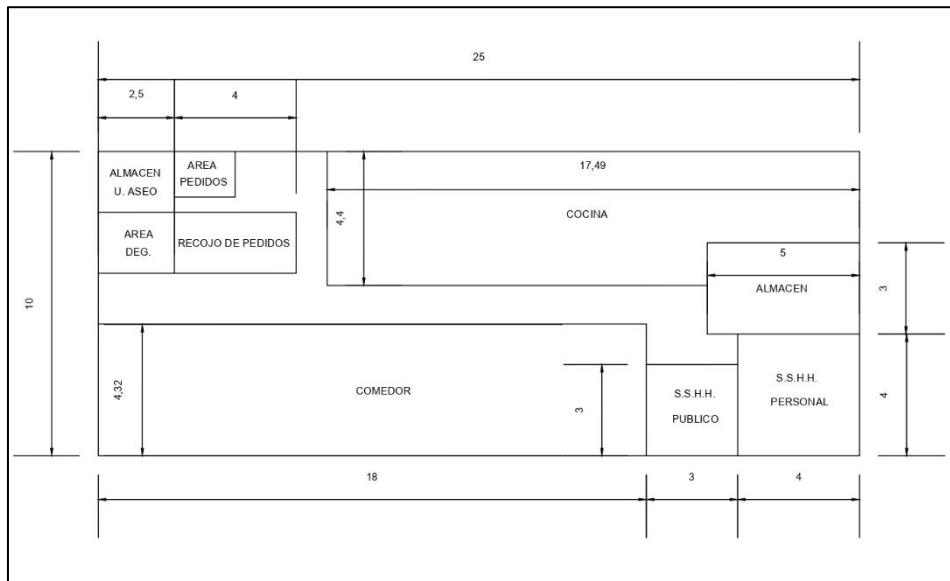 25
2,5
4
ALMACEN
U. ASEO
AREA
PEDIDOS
17,49
COCINA
4,4
AREA
DEG.
RECOJO DE PEDIDOS
5
ALMACEN
3
10
4,32
COMEDOR
3
S.S.H.H.
PUBLICO
S.S.H.H.
PERSONAL
4
18
3
4